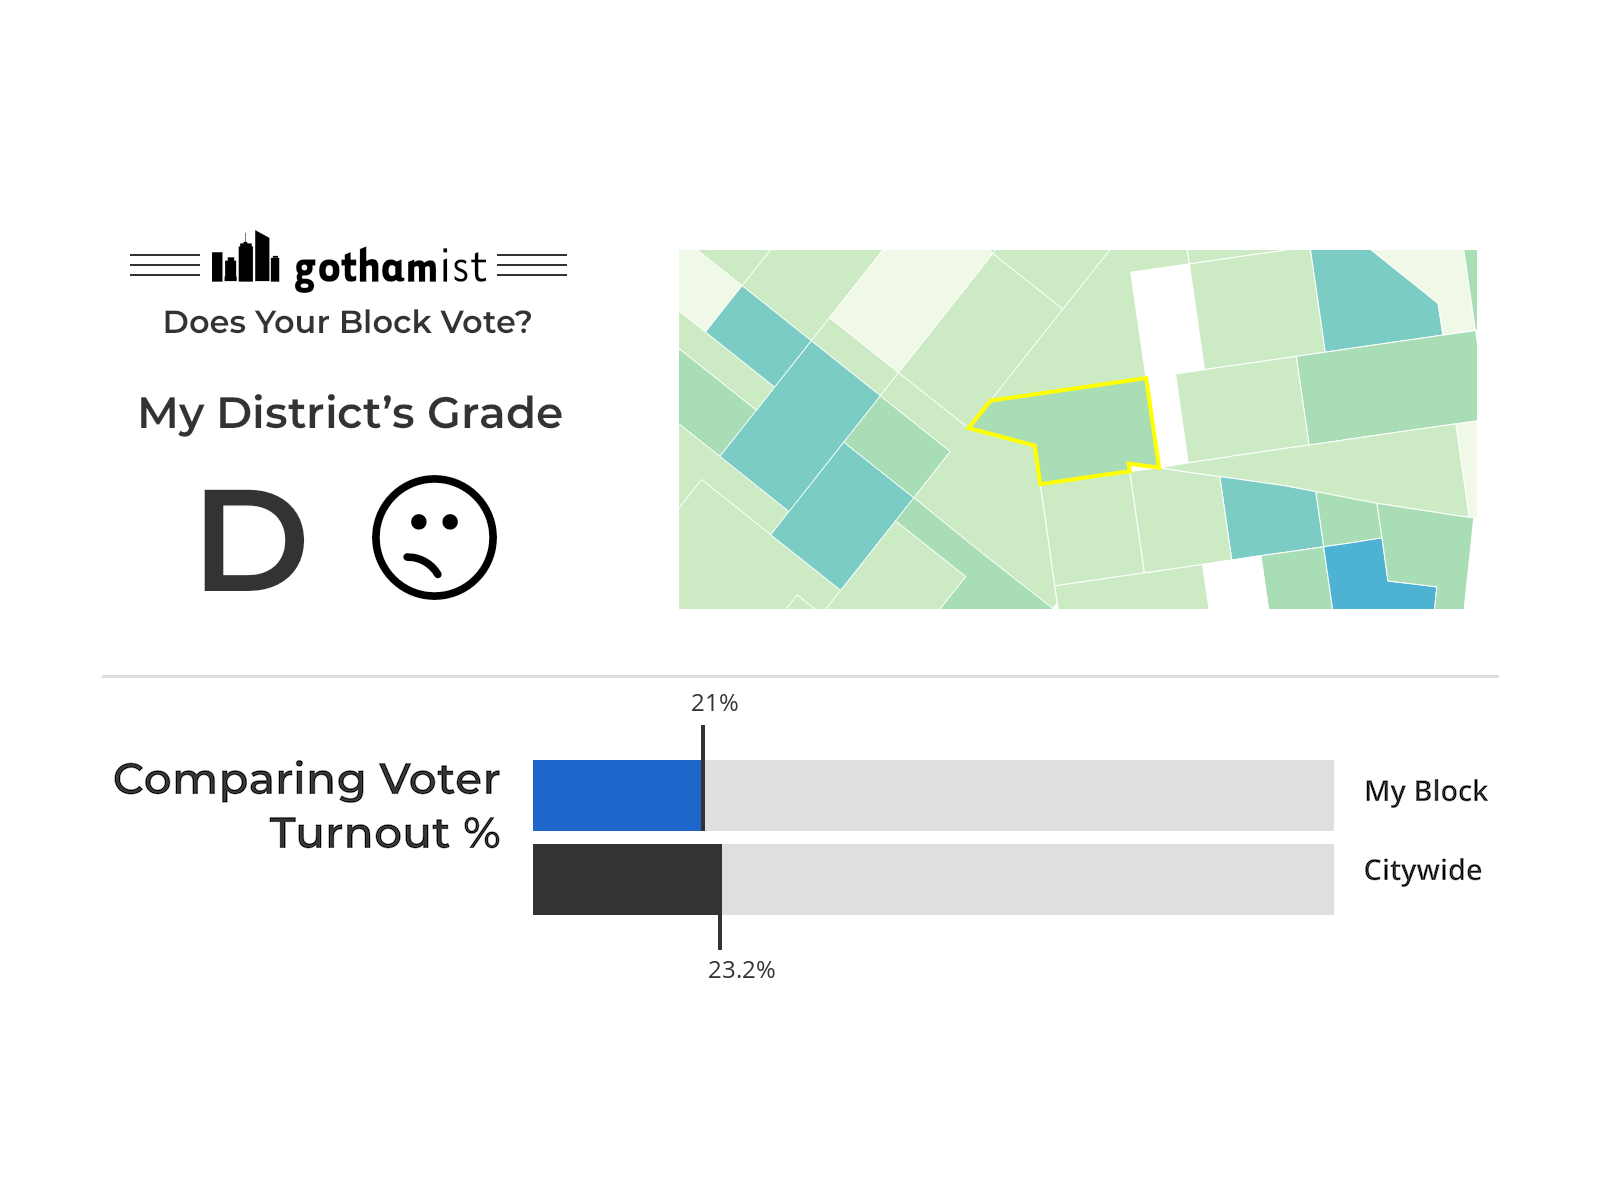 gothamist
Does Your Block Vote?
My District’s Grade
D
21%
Comparing Voter
Turnout %
My Block
Citywide
23.2%